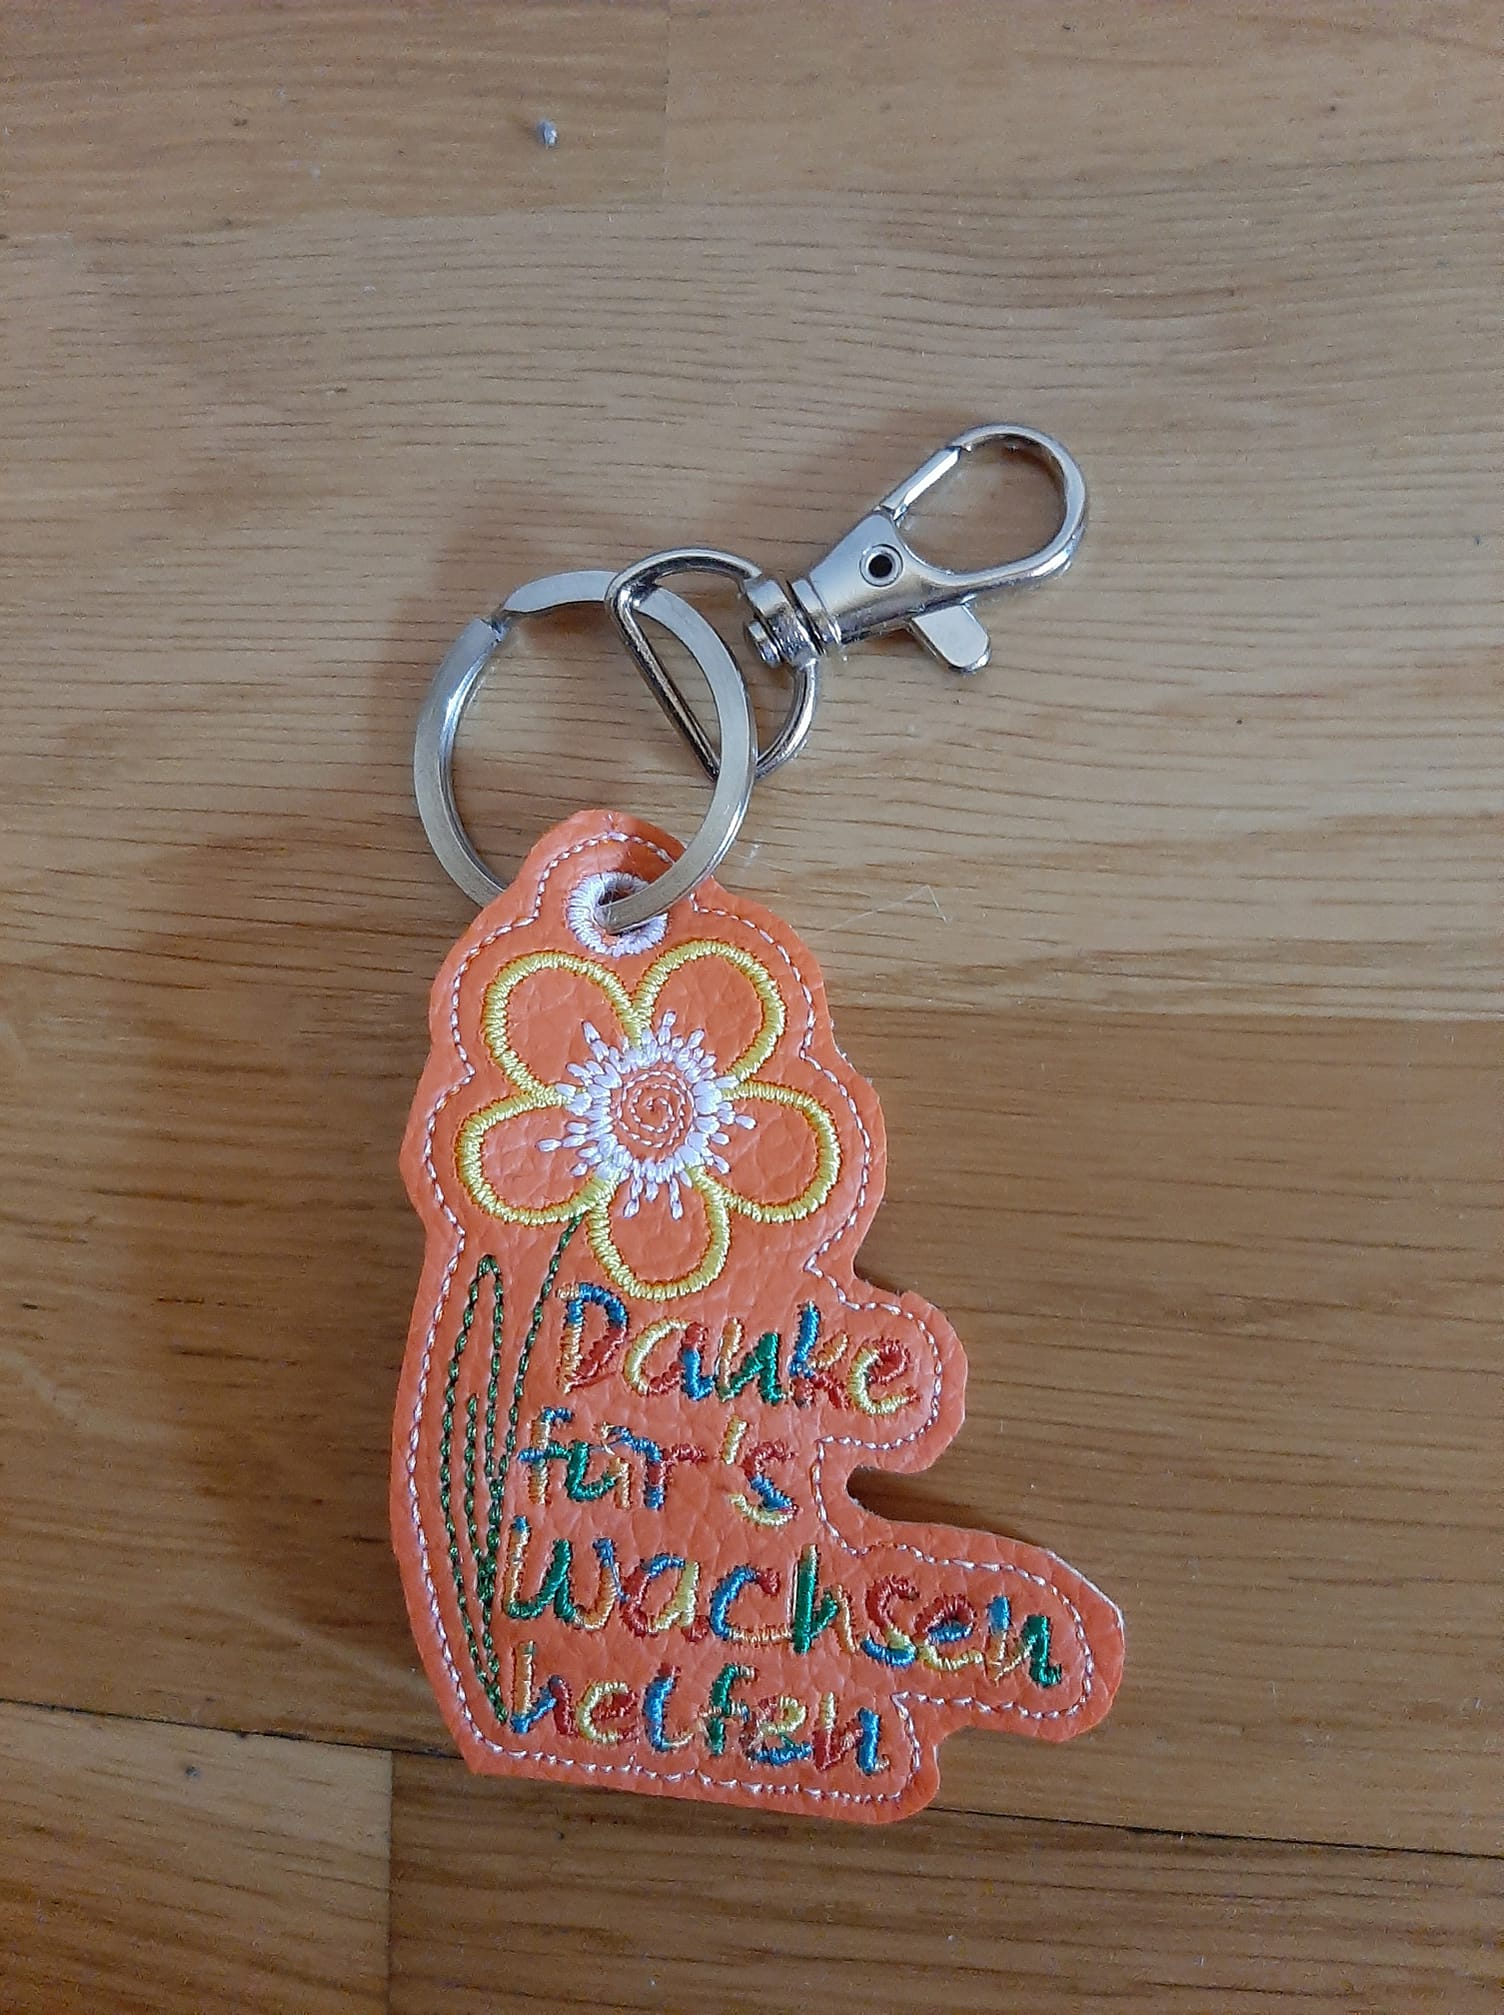 Danke
für's
Wachsen
helfen